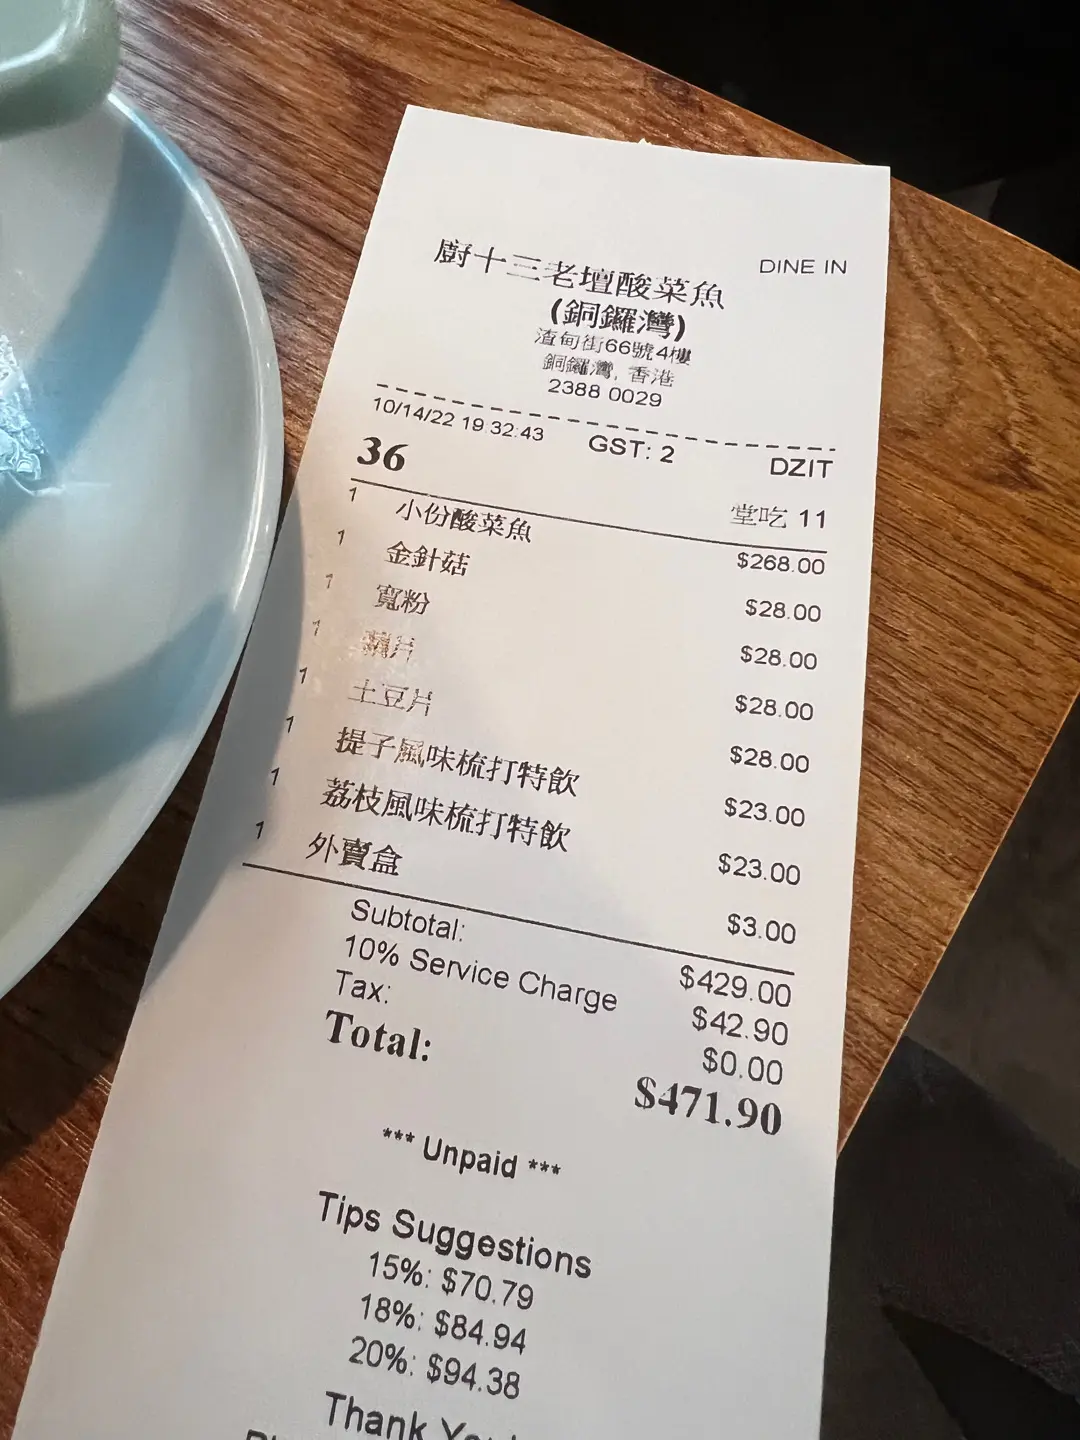 DINE IN
廚十三老壇酸菜魚
(銅鑼灣)
渣甸街66號4樓
銅鑼灣, 香港
2388 0029
10/14/22 19:32:43 GST: 2 DZIT
36 堂吃 11
1 小份酸菜魚 $268.00
1 金針菇 $28.00
1 寬粉 $28.00
1 藕片 $28.00
1 土豆片 $28.00
1 提子風味梳打特飲 $23.00
1 荔枝風味梳打特飲 $23.00
1 外賣盒 $3.00
Subtotal: $429.00
10% Service Charge $42.90
Tax: $0.00
Total: $471.90
*** Unpaid ***
Tips Suggestions
15%: $70.79
18%: $84.94
20%: $94.38
Thank